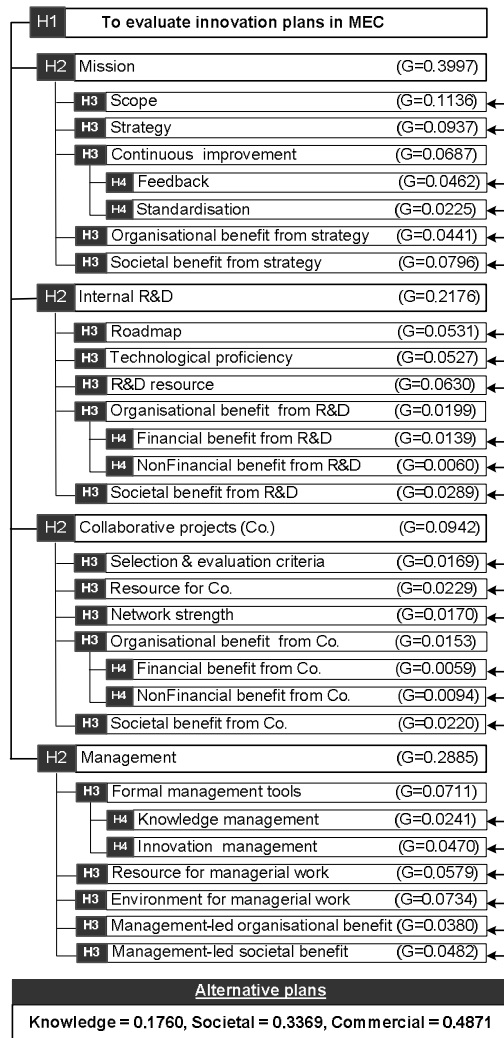 H1 To evaluate innovation plans in MEC
H2 Mission (G=0.3997)
H3 Scope (G=0.1136)
H3 Strategy (G=0.0937)
H3 Continuous improvement (G=0.0687)
H4 Feedback (G=0.0462)
H4 Standardisation (G=0.0225)
H3 Organisational benefit from strategy (G=0.0441)
H3 Societal benefit from strategy (G=0.0796)
H2 Internal R&D (G=0.2176)
H3 Roadmap (G=0.0531)
H3 Technological proficiency (G=0.0527)
H3 R&D resource (G=0.0630)
H3 Organisational benefit from R&D (G=0.0199)
H4 Financial benefit from R&D (G=0.0139)
H4 NonFinancial benefit from R&D (G=0.0060)
H3 Societal benefit from R&D (G=0.0289)
H2 Collaborative projects (Co.) (G=0.0942)
H3 Selection & evaluation criteria (G=0.0169)
H3 Resource for Co. (G=0.0229)
H3 Network strength (G=0.0170)
H3 Organisational benefit from Co. (G=0.0153)
H4 Financial benefit from Co. (G=0.0059)
H4 NonFinancial benefit from Co. (G=0.0094)
H3 Societal benefit from Co. (G=0.0220)
H2 Management (G=0.2885)
H3 Formal management tools (G=0.0711)
H4 Knowledge management (G=0.0241)
H4 Innovation management (G=0.0470)
H3 Resource for managerial work (G=0.0579)
H3 Environment for managerial work (G=0.0734)
H3 Management-led organisational benefit (G=0.0380)
H3 Management-led societal benefit (G=0.0482)
Alternative plans
Knowledge = 0.1760, Societal = 0.3369, Commercial = 0.4871